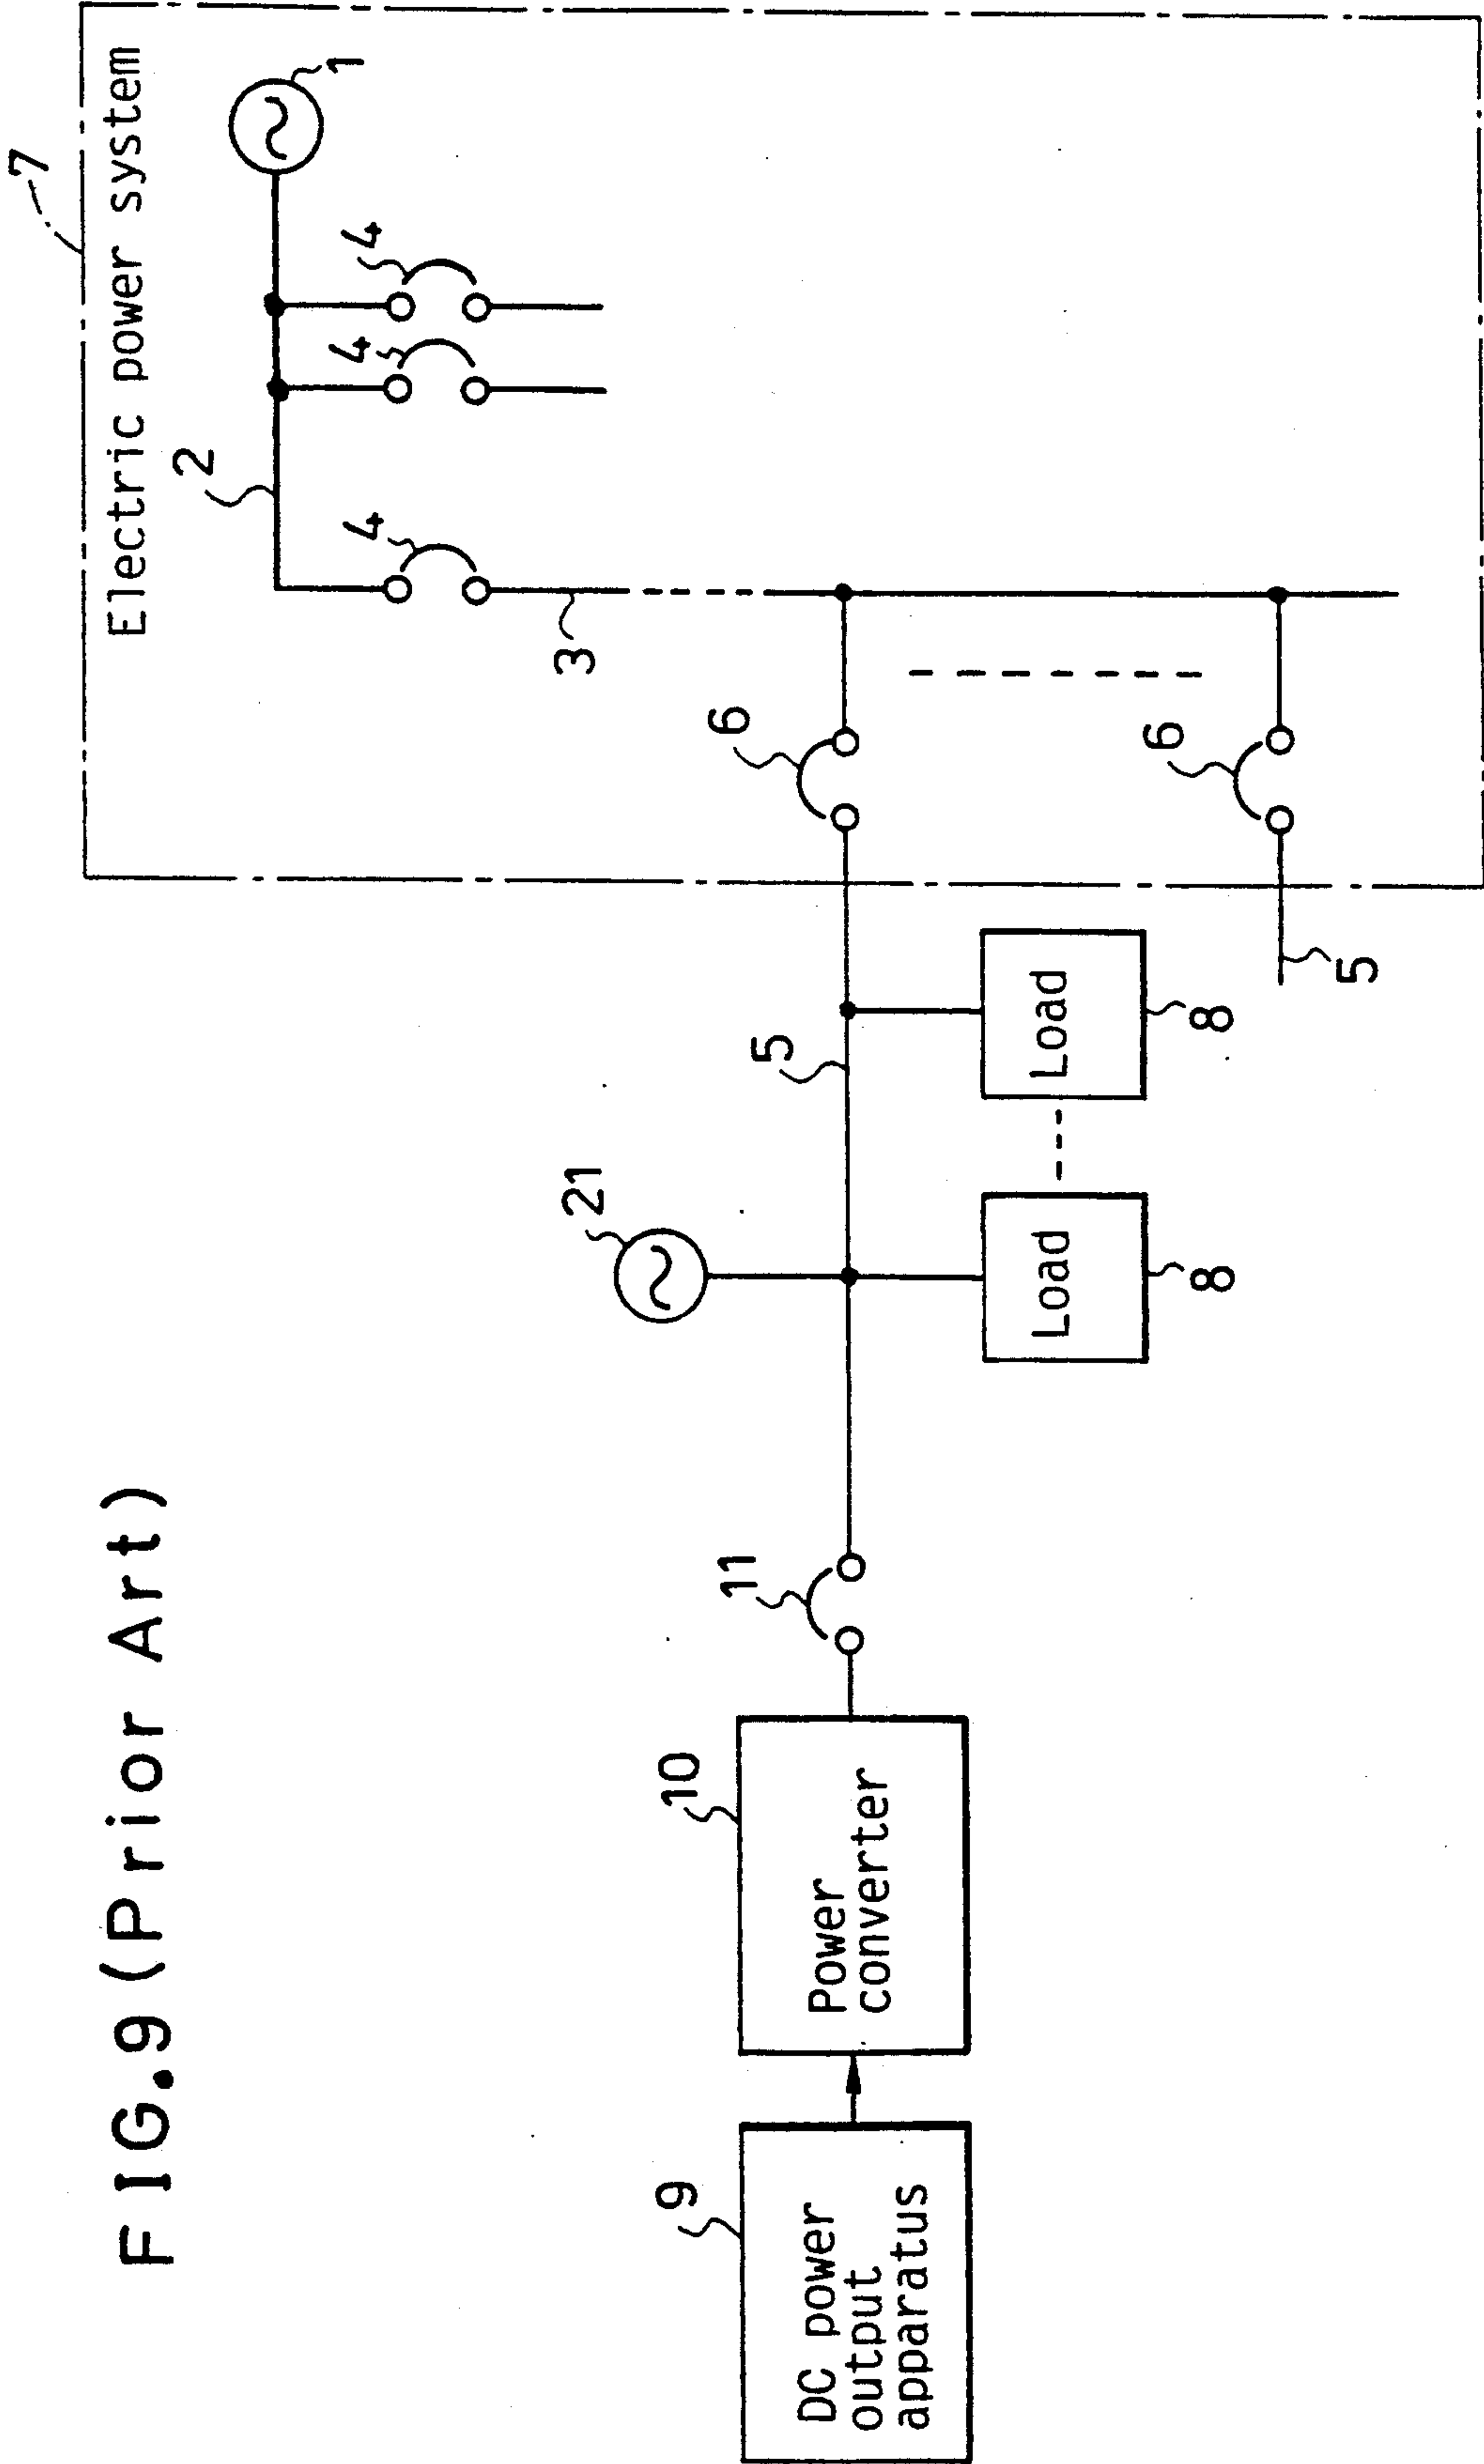 FIG.9(Prior Art)
7
Electric power system
1
2
4
4
4
3
6
6
5
5
21
Load
Load
8
8
11
10
Power
converter
9
DC power
output
apparatus